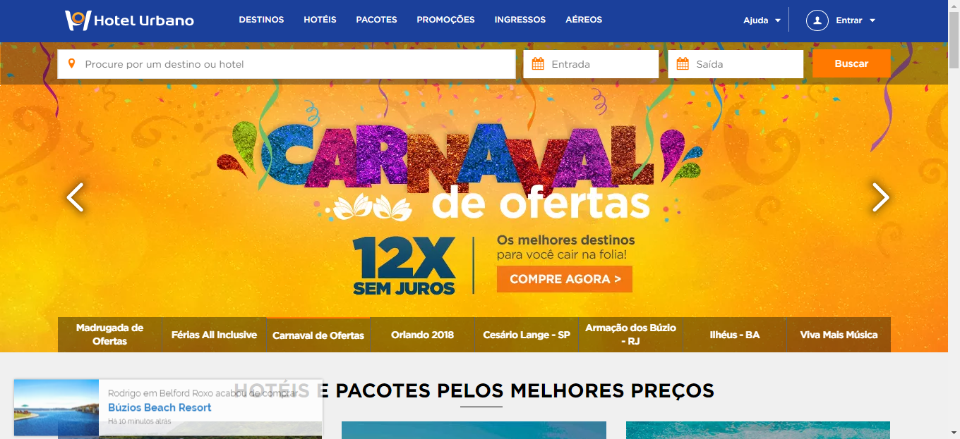 Hotel Urbano
DESTINOS HOTÉIS PACOTES PROMOÇÕES INGRESSOS AÉREOS
Ajuda Entrar
Procure por um destino ou hotel
Entrada
Saída
Buscar
CARNAVAL
de ofertas
12X
SEM JUROS
Os melhores destinos
para você cair na folia!
COMPRE AGORA >
Madrugada de
Ofertas
Férias All Inclusive
Carnaval de Ofertas
Orlando 2018
Cesário Lange - SP
Armação dos Búzio
- RJ
Ilhéus - BA
Viva Mais Música
HOTÉIS E PACOTES PELOS MELHORES PREÇOS
Rodrigo em Belford Roxo acabou de comprar
Búzios Beach Resort
Há 10 minutos atrás